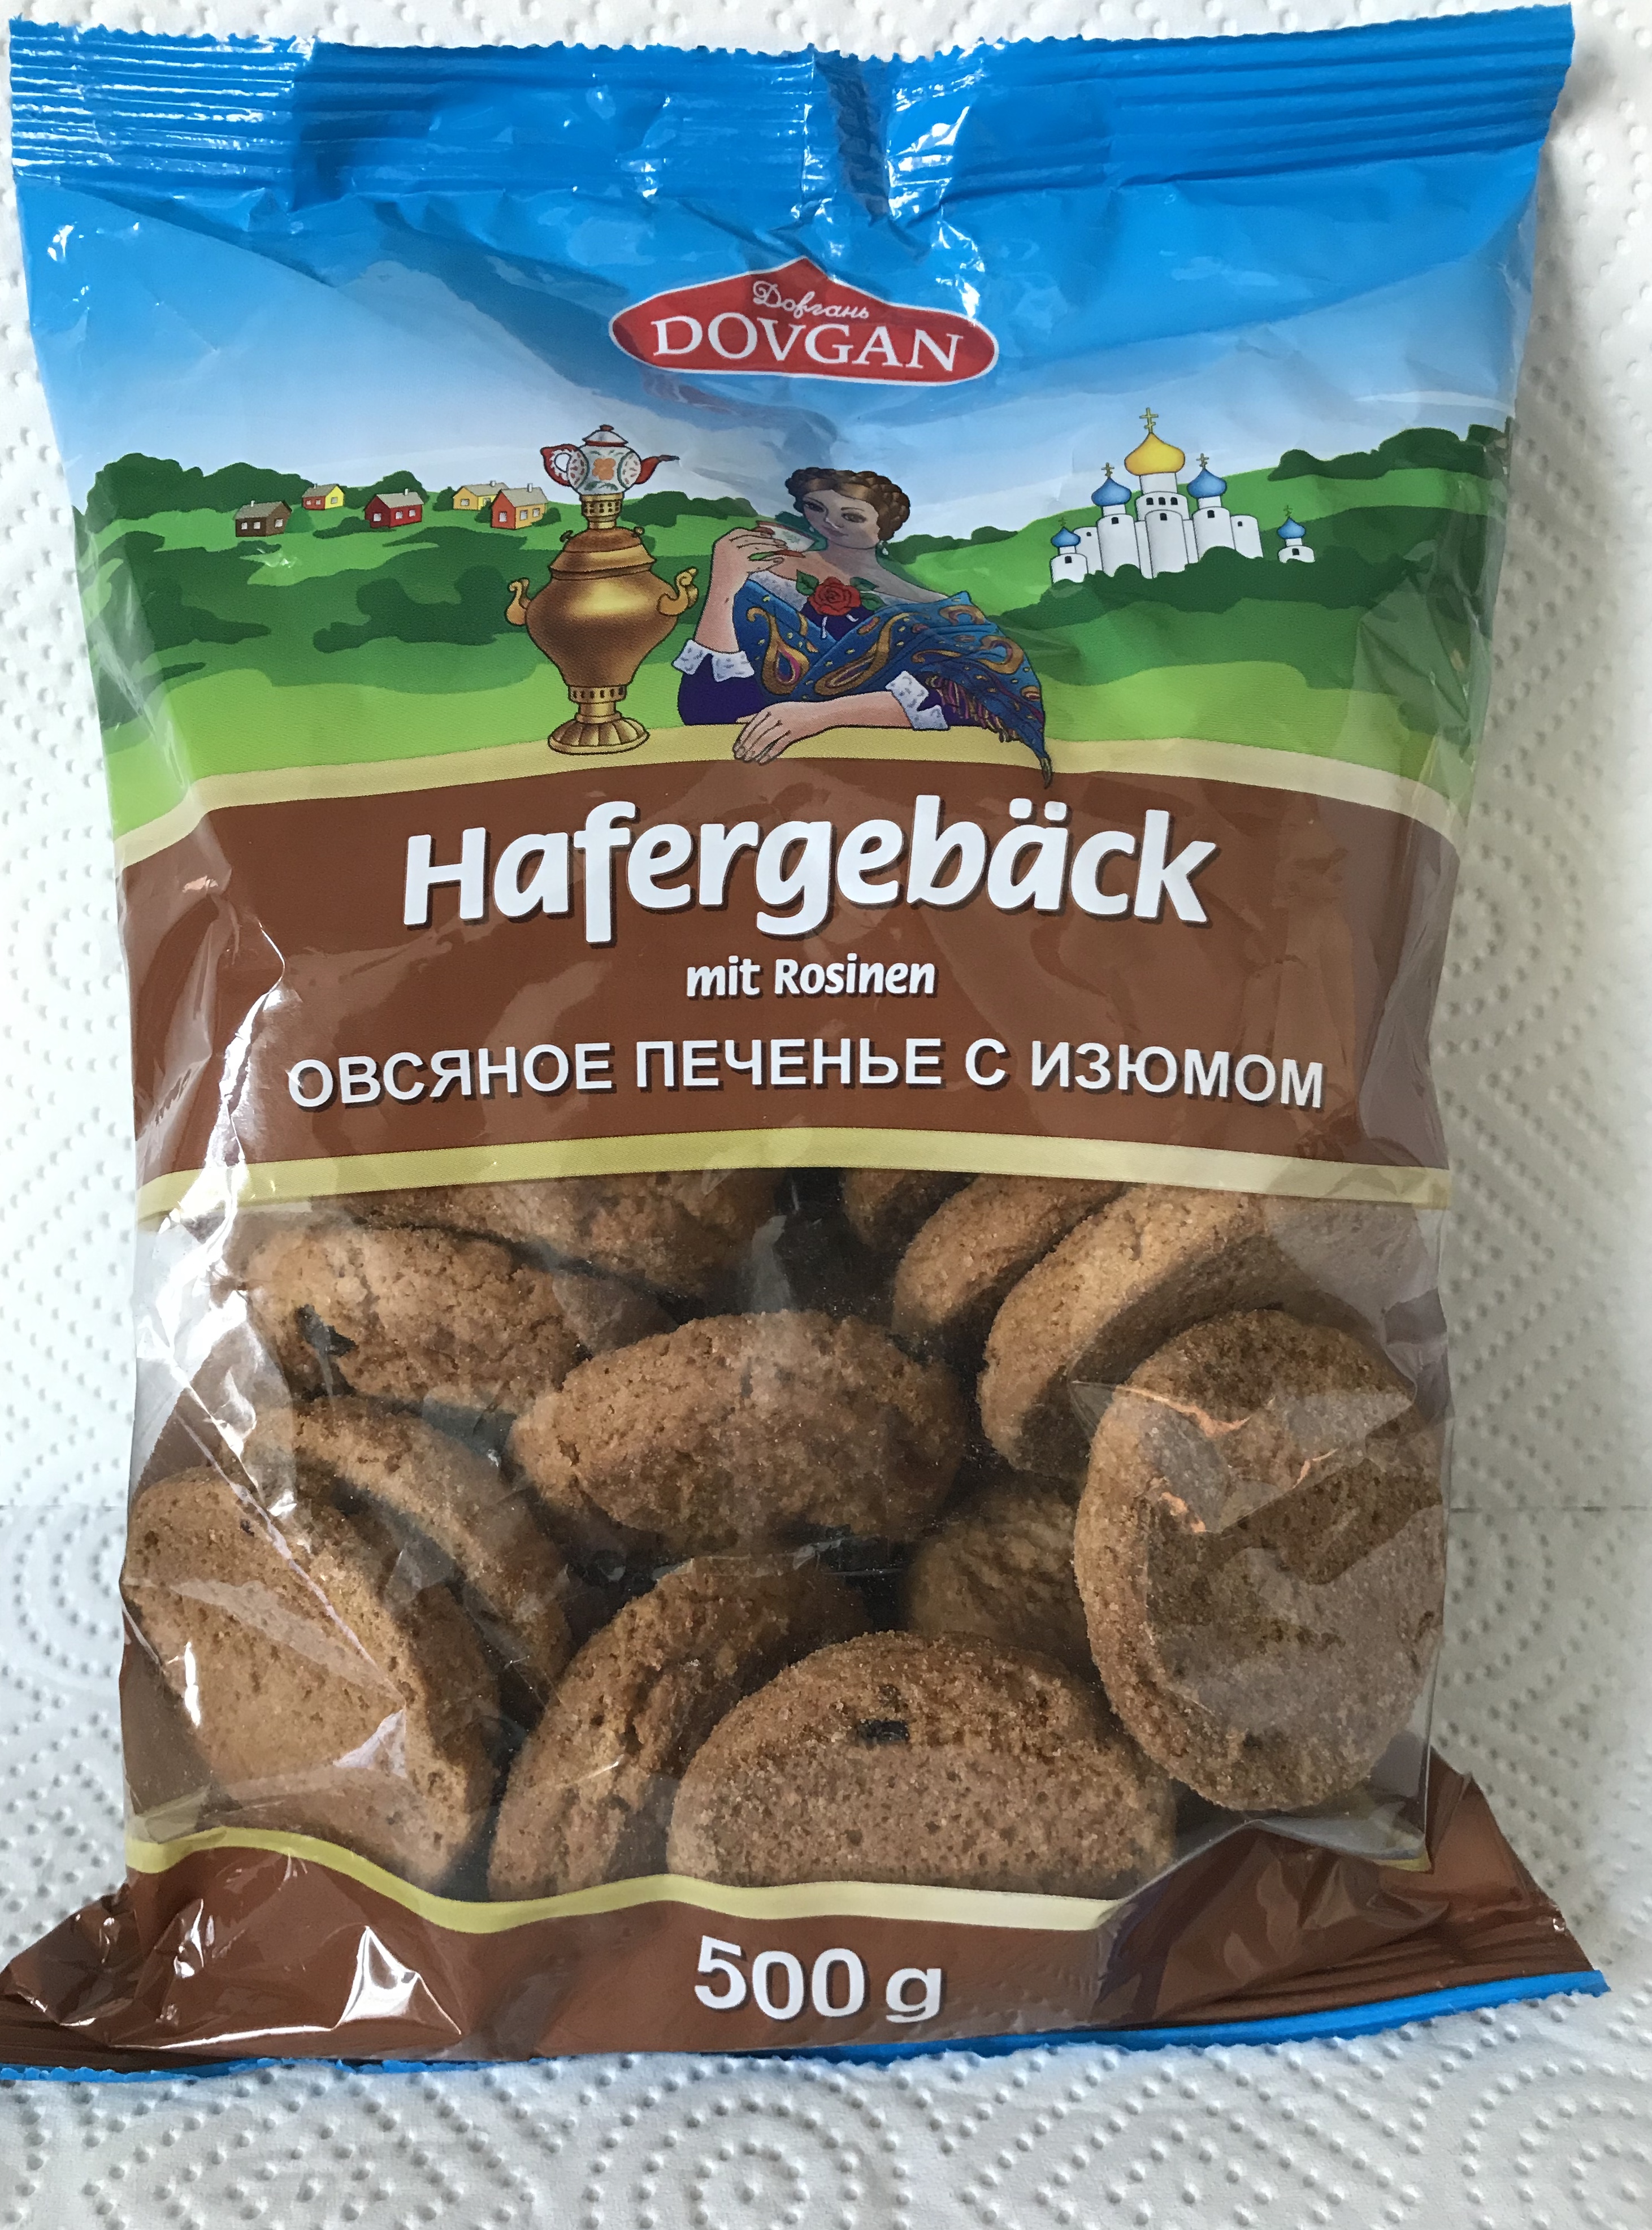 Довгань
DOVGAN
Hafergebäck
mit Rosinen
ОВСЯНОЕ ПЕЧЕНЬЕ С ИЗЮМОМ
500 g